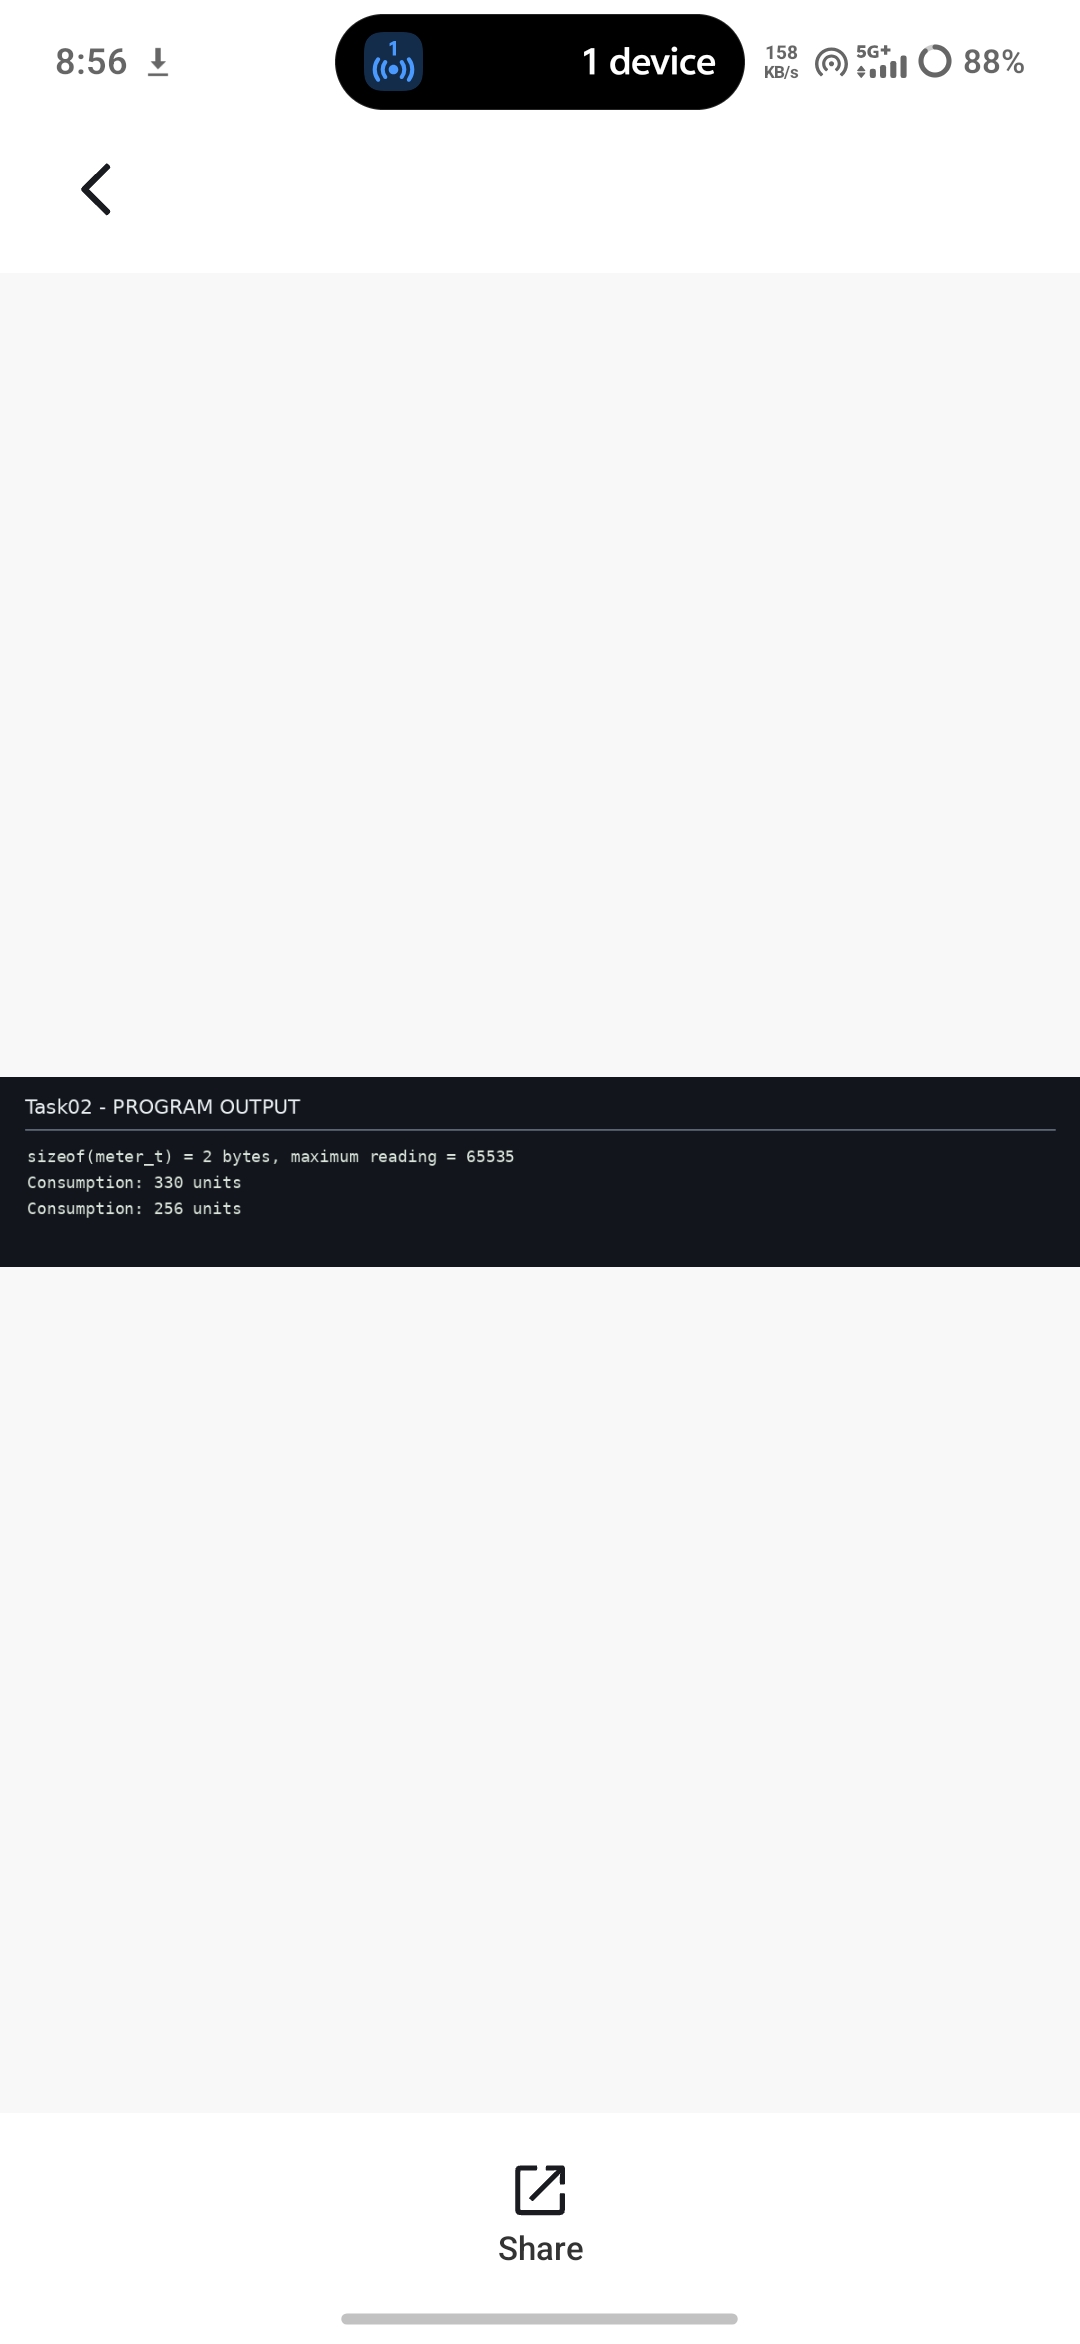 8:56
1
1 device
158
KB/s
5G+
88%
Task02 - PROGRAM OUTPUT
sizeof(meter_t) = 2 bytes, maximum reading = 65535
Consumption: 330 units
Consumption: 256 units
Share